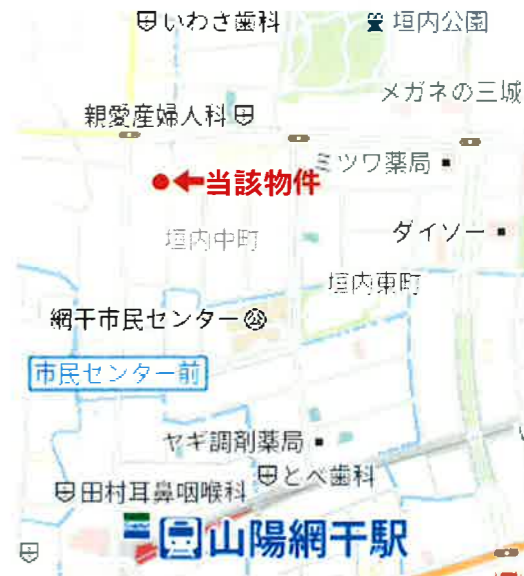 いわさ歯科
垣内公園
メガネの三城
親愛産婦人科
ミツワ薬局
当該物件
垣内中町
ダイソー
垣内東町
網干市民センター
市民センター前
ヤギ調剤薬局
とべ歯科
田村耳鼻咽喉科
山陽網干駅